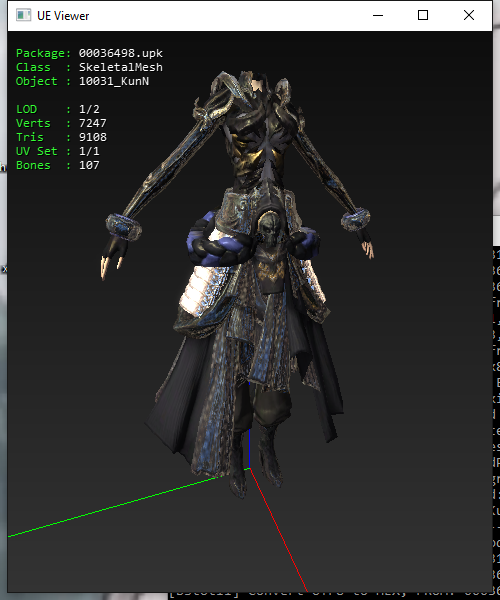 UE Viewer
Package: 00036498.upk
Class : SkeletalMesh
Object : 10031_KunN
LOD : 1/2
Verts : 7247
Tris : 9108
UV Set : 1/1
Bones : 107